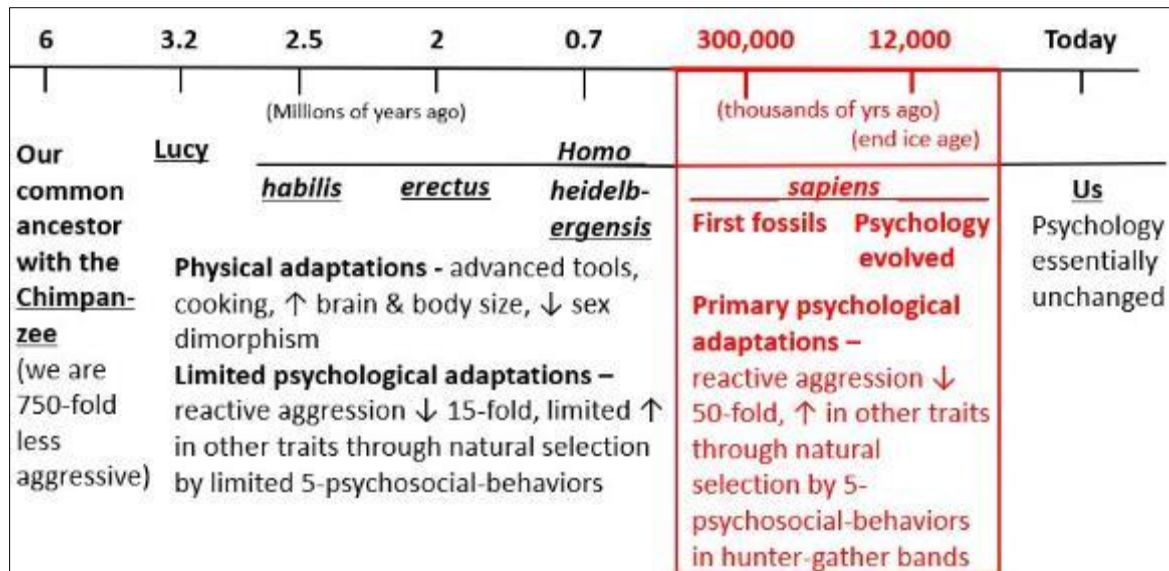 6 3.2 2.5 2 0.7 300,000 12,000 Today
(Millions of years ago) (thousands of yrs ago)
(end ice age)
Our
common
ancestor
with the
Chimpan-
zee
(we are
750-fold
less
aggressive)
Lucy
habilis
erectus
Homo
heidelb-
ergensis
Physical adaptations - advanced tools,
cooking, ↑ brain & body size, ↓ sex
dimorphism
Limited psychological adaptations –
reactive aggression ↓ 15-fold, limited ↑
in other traits through natural selection
by limited 5-psychosocial-behaviors
sapiens
First fossils
Psychology
evolved
Primary psychological
adaptations –
reactive aggression ↓
50-fold, ↑ in other traits
through natural
selection by 5-
psychosocial-behaviors
in hunter-gather bands
Us
Psychology
essentially
unchanged